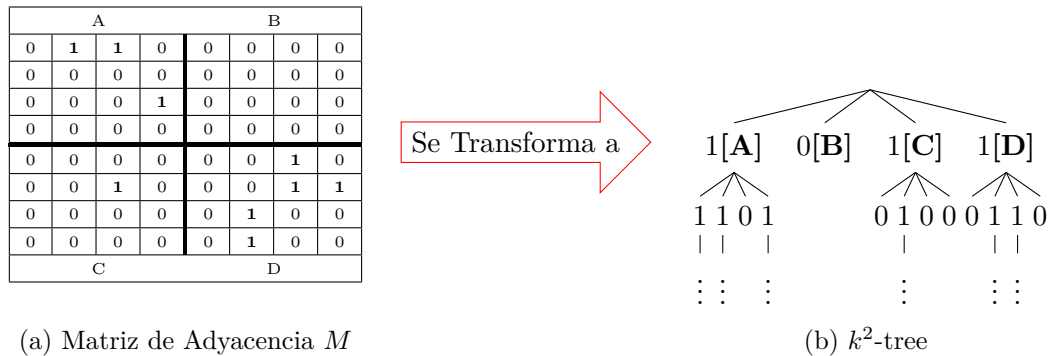 A B
0 1 1 0 0 0 0 0
0 0 0 0 0 0 0 0
0 0 0 1 0 0 0 0
0 0 0 0 0 0 0 0
0 0 0 0 0 0 1 0
0 0 1 0 0 0 1 1
0 0 0 0 0 1 0 0
0 0 0 0 0 1 0 0
C D
(a) Matriz de Adyacencia M
Se Transforma a
1[A] 0[B] 1[C] 1[D]
1 1 0 1 0 1 0 0 0 1 1 0
⋮ ⋮ ⋮ ⋮ ⋮ ⋮
(b) k²-tree